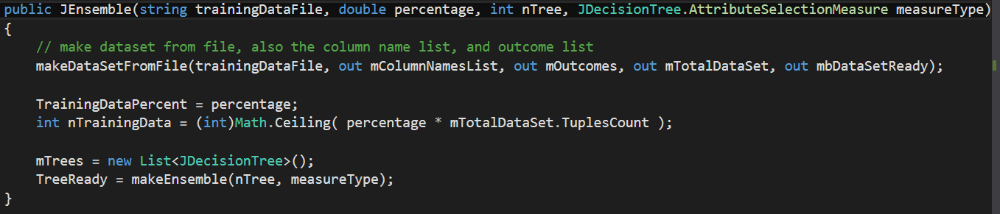 public JEnsemble(string trainingDataFile, double percentage, int nTree, JDecisionTree.AttributeSelectionMeasure measureType)
{
    // make dataset from file, also the column name list, and outcome list
    makeDataSetFromFile(trainingDataFile, out mColumnNamesList, out mOutcomes, out mTotalDataSet, out mbDataSetReady);

    TrainingDataPercent = percentage;
    int nTrainingData = (int)Math.Ceiling( percentage * mTotalDataSet.TuplesCount );

    mTrees = new List<JDecisionTree>();
    TreeReady = makeEnsemble(nTree, measureType);
}